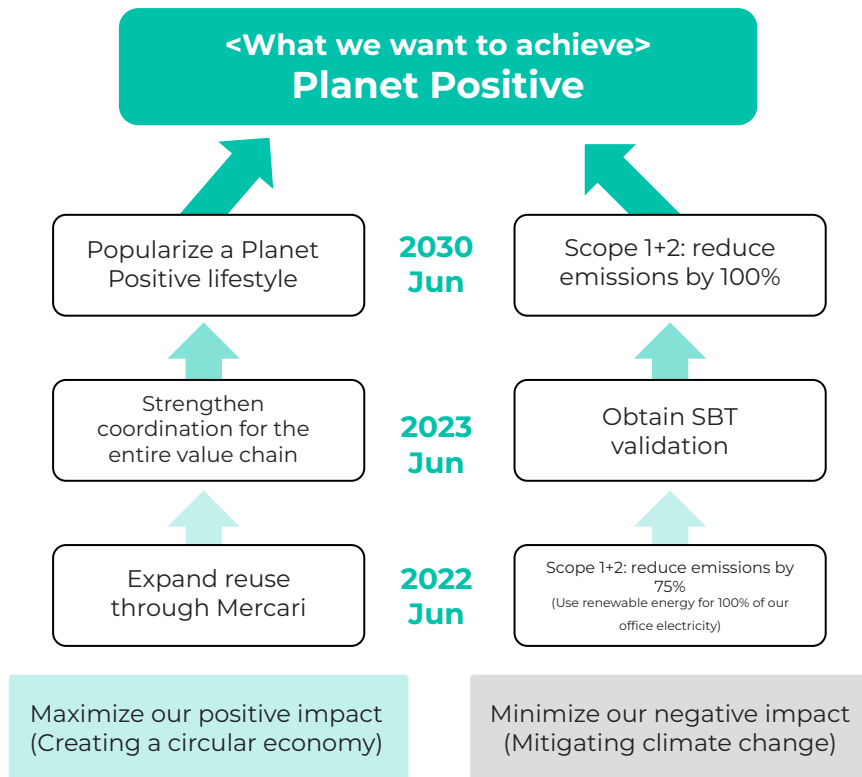 <What we want to achieve>
Planet Positive
Popularize a Planet
Positive lifestyle
2030
Jun
Scope 1+2: reduce
emissions by 100%
Strengthen
coordination for the
entire value chain
2023
Jun
Obtain SBT
validation
Expand reuse
through Mercari
2022
Jun
Scope 1+2: reduce emissions by
75%
(Use renewable energy for 100% of our
office electricity)
Maximize our positive impact
(Creating a circular economy)
Minimize our negative impact
(Mitigating climate change)